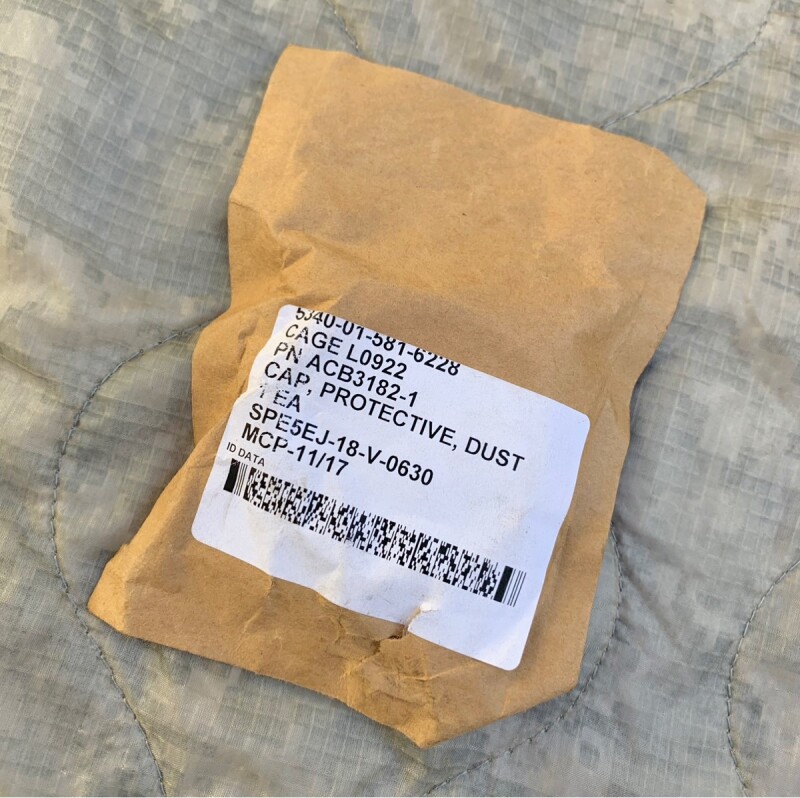 5340-01-581-6228
CAGE L0922
PN ACB3182-1
CAP, PROTECTIVE, DUST
1 EA
SPE5EJ-18-V-0630
MCP-11/17
ID DATA